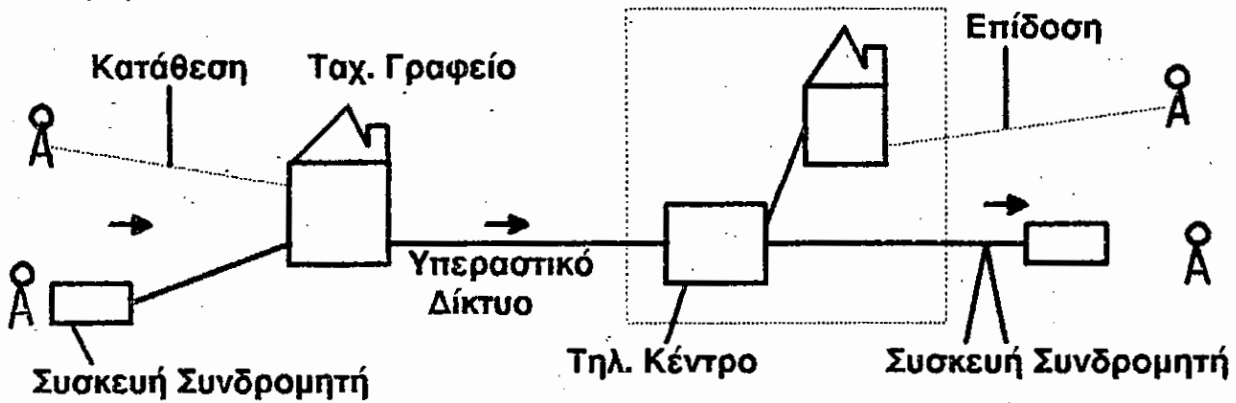 Επίδοση
Κατάθεση Ταχ. Γραφείο
Υπεραστικό
Δίκτυο
Τηλ. Κέντρο Συσκευή Συνδρομητή
Συσκευή Συνδρομητή